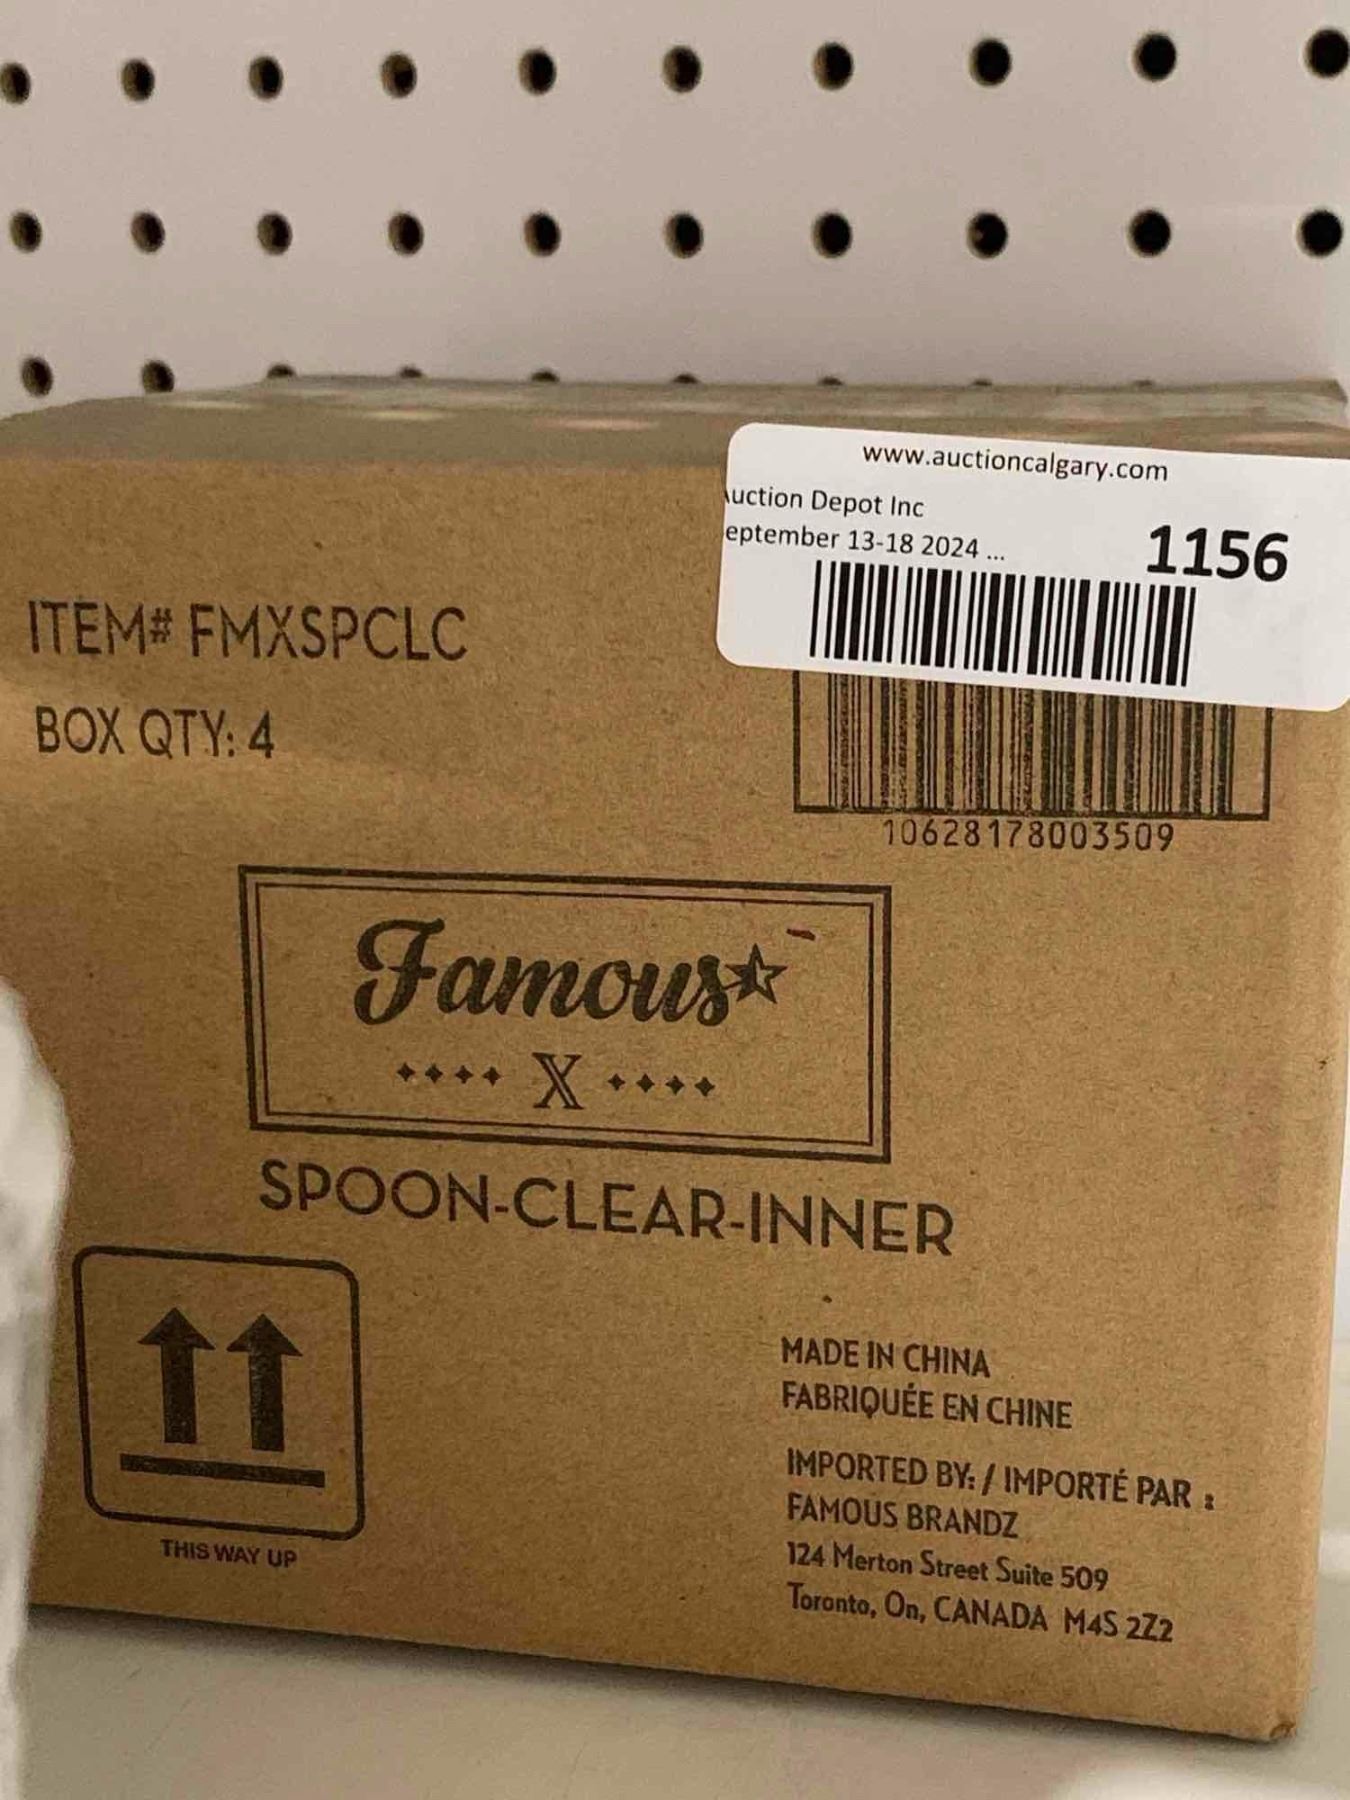 www.auctioncalgary.com
uction Depot Inc
eptember 13-18 2024 ...
1156
ITEM# FMXSPCLC
BOX QTY: 4
10628178003509
Famous
X
SPOON-CLEAR-INNER
THIS WAY UP
MADE IN CHINA
FABRIQUÉE EN CHINE
IMPORTED BY: / IMPORTÉ PAR :
FAMOUS BRANDZ
124 Merton Street Suite 509
Toronto, On, CANADA M4S 2Z2